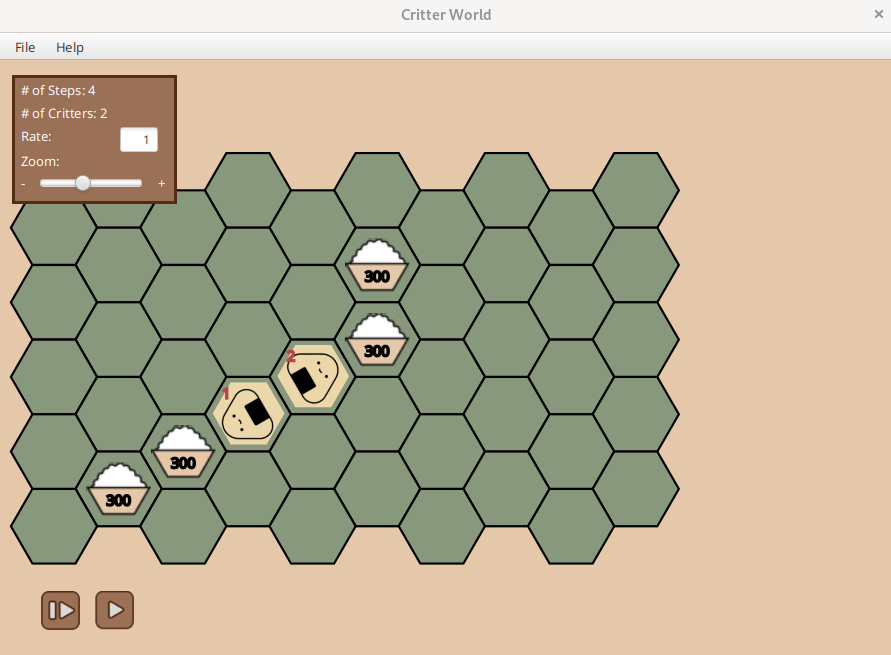 Critter World
File Help
# of Steps: 4
# of Critters: 2
Rate: 1
Zoom:
- +
300
300
2
1
300
300